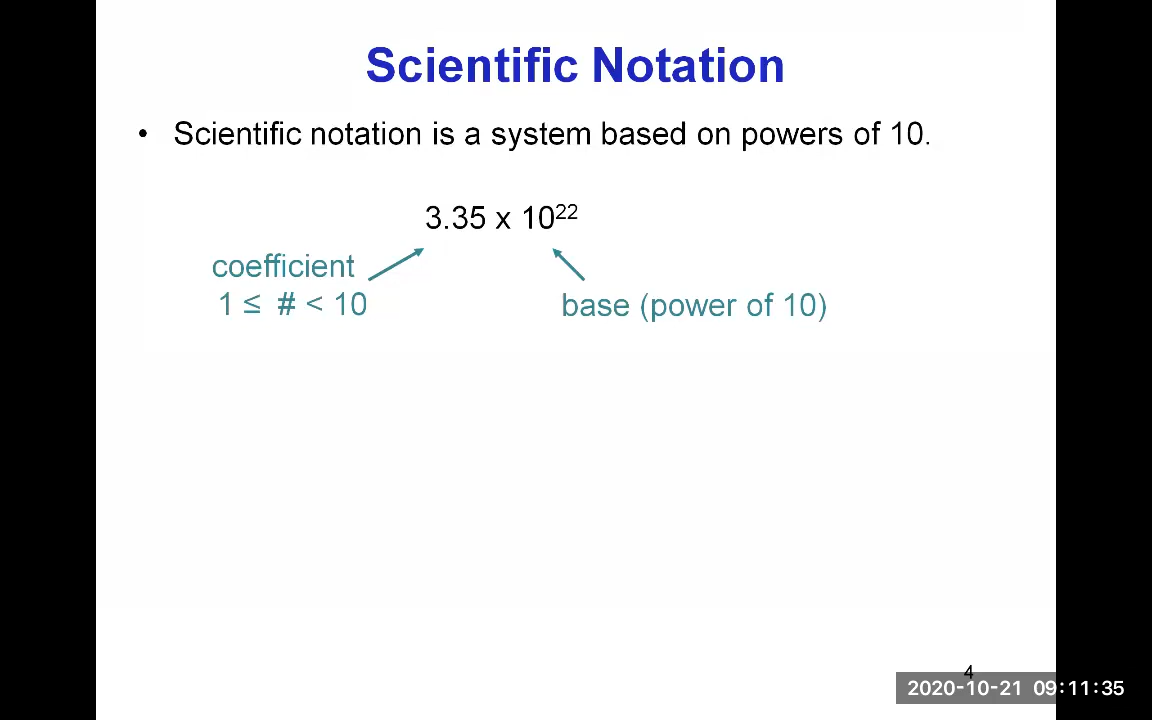 Scientific Notation
• Scientific notation is a system based on powers of 10.
3.35 x 10²²
coefficient
1 ≤ # < 10
base (power of 10)
4
2020-10-21 09:11:35